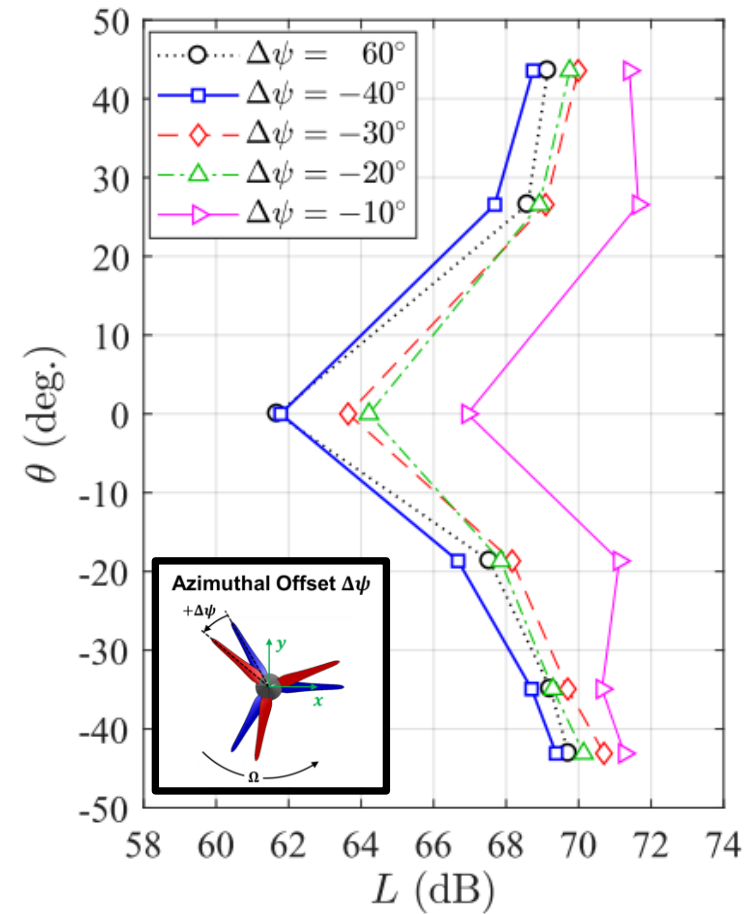 Δψ = 60°
Δψ = −40°
Δψ = −30°
Δψ = −20°
Δψ = −10°
50
40
30
20
10
0
-10
-20
-30
-40
-50
θ (deg.)
Azimuthal Offset Δψ
+Δψ
y
x
Ω
58 60 62 64 66 68 70 72 74
L (dB)